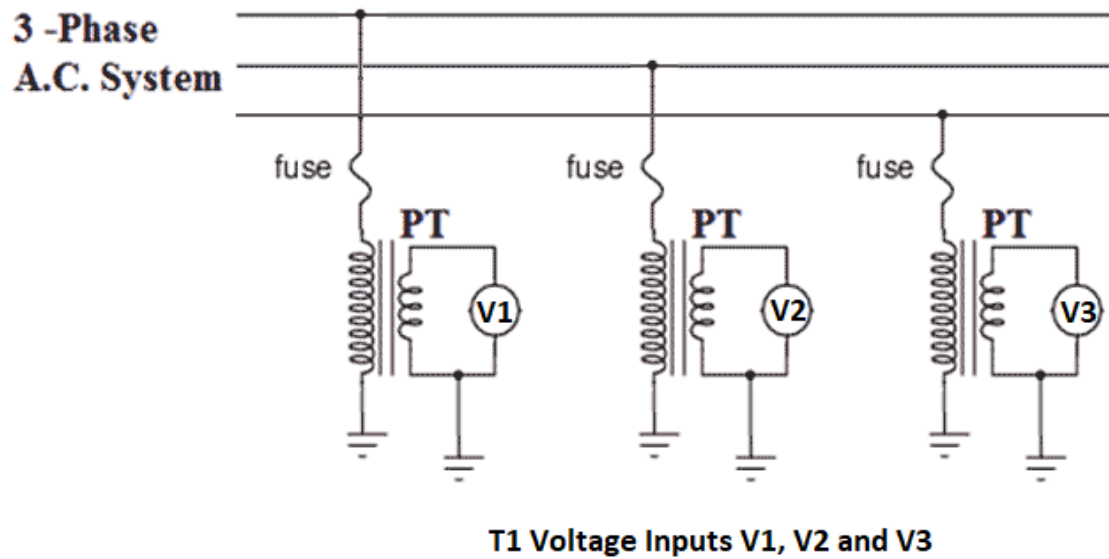 3 -Phase
A.C. System
fuse
fuse
fuse
PT
PT
PT
V1
V2
V3
T1 Voltage Inputs V1, V2 and V3